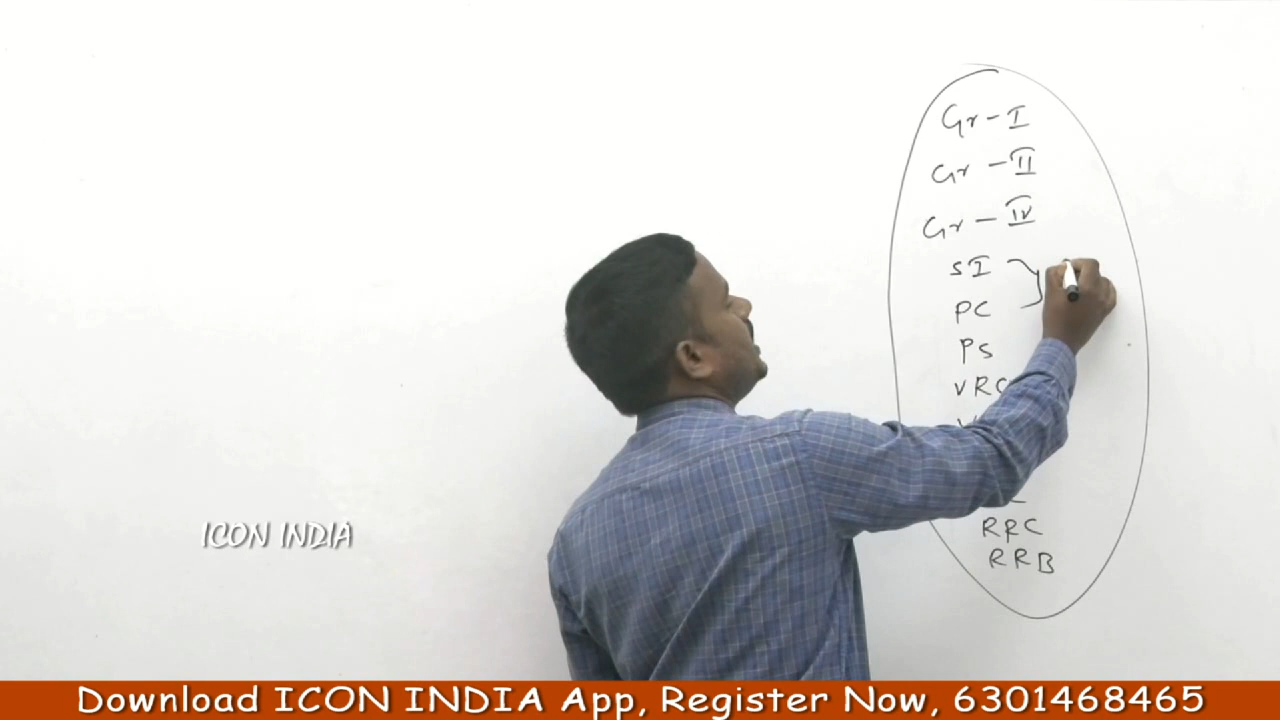 Gr - I
Gr - II
Gr - IV
SI
PC
PS
VRO
RRC
RRB
ICON INDIA
Download ICON INDIA App, Register Now, 6301468465